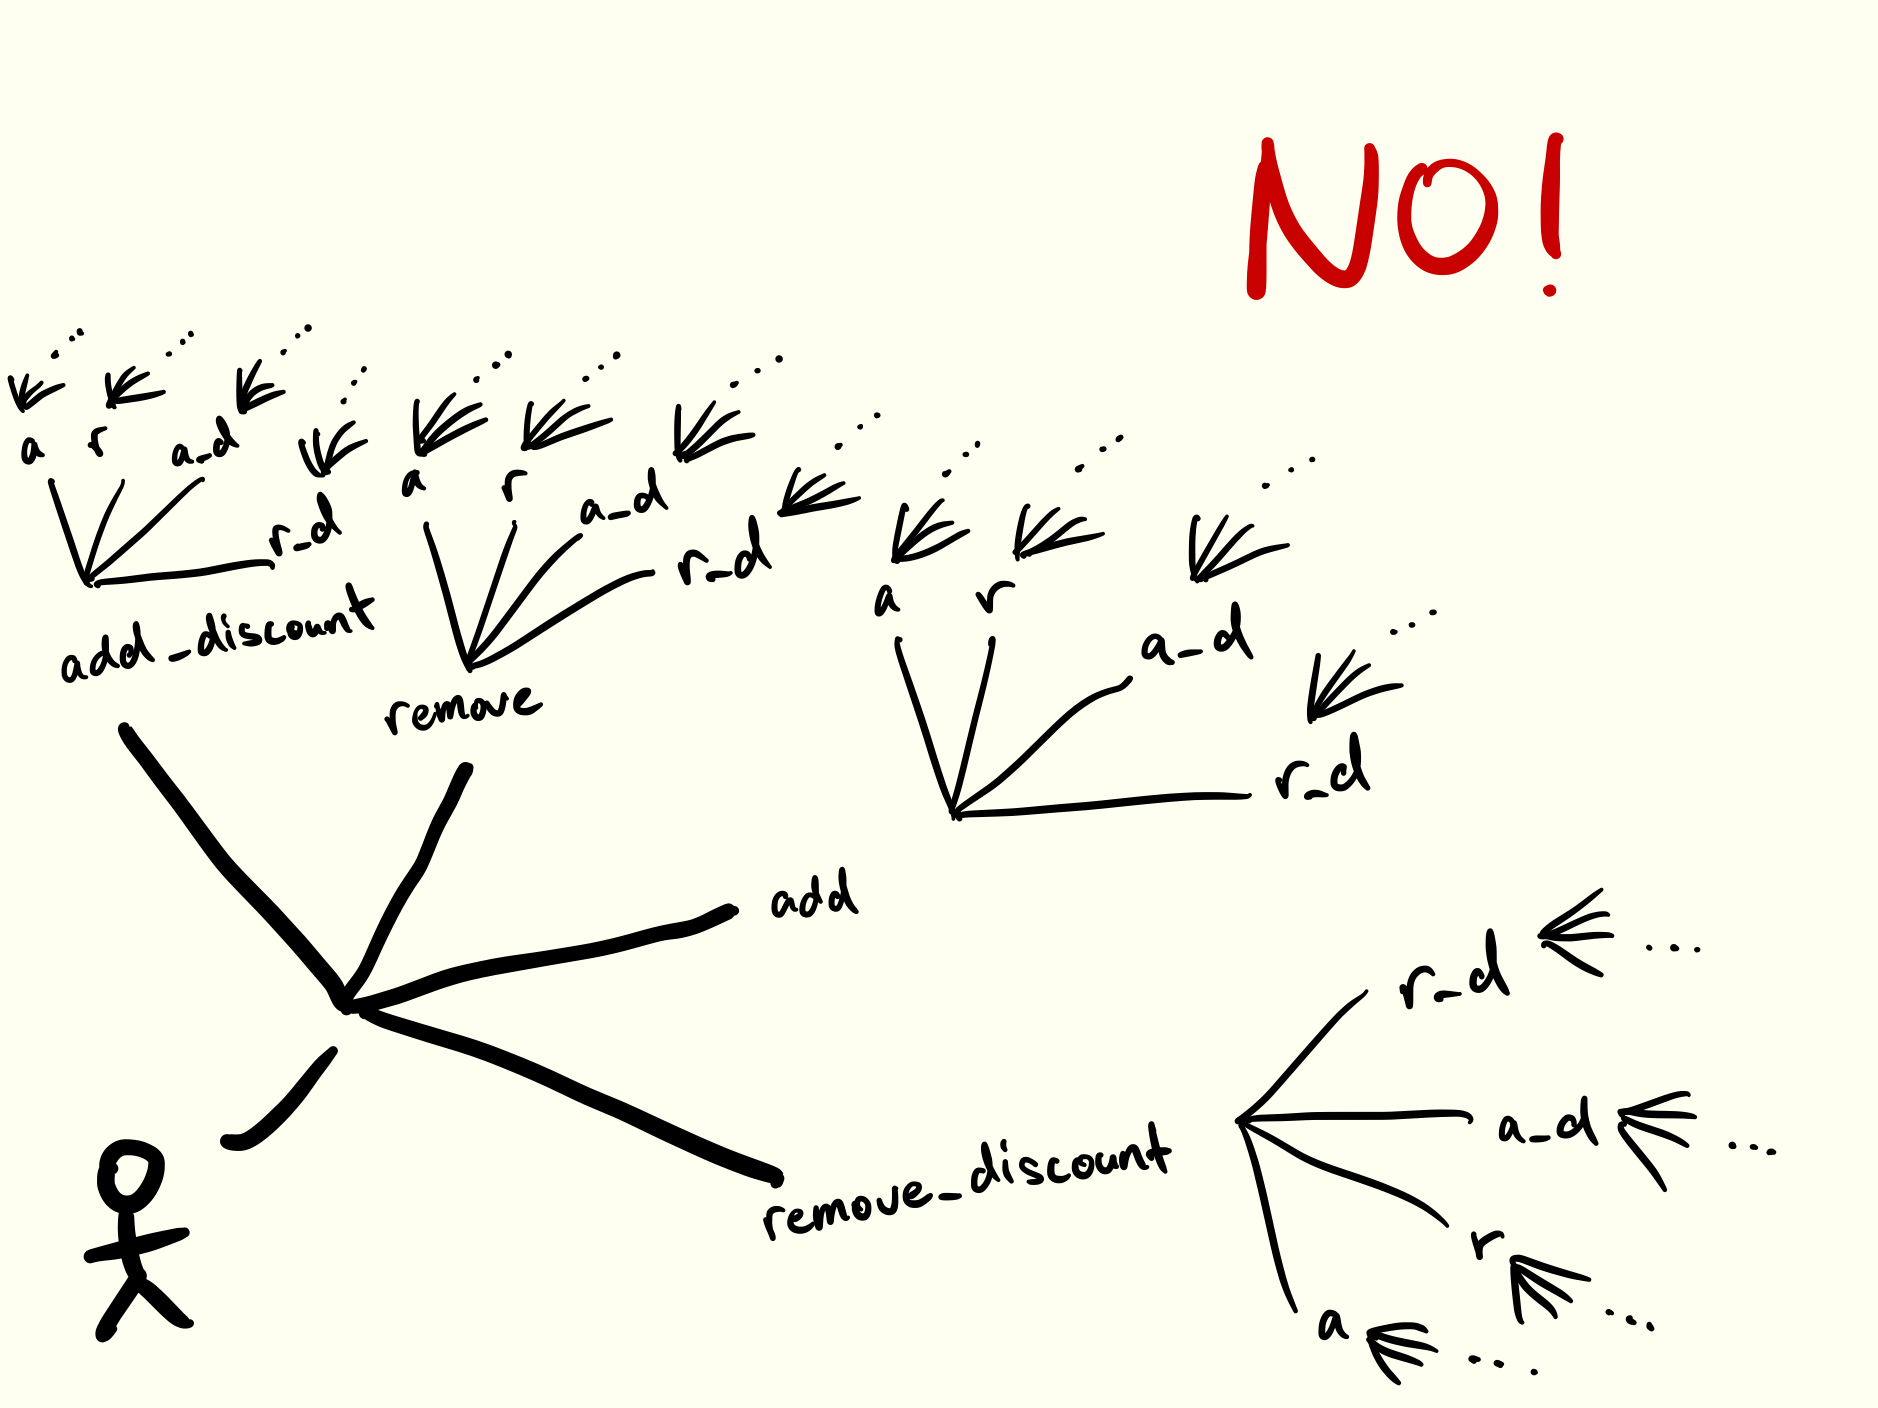 NO!
a r a_d r_d
add_discount
a r a_d r_d
remove
a r a_d r_d
add
r_d
a_d
r
a
remove_discount